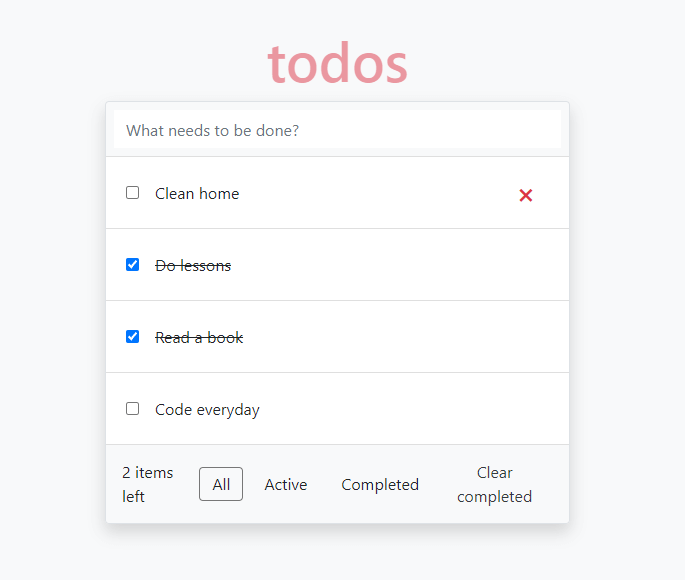 todos
What needs to be done?
Clean home
Do lessons
Read a book
Code everyday
2 items
left
All
Active
Completed
Clear
completed